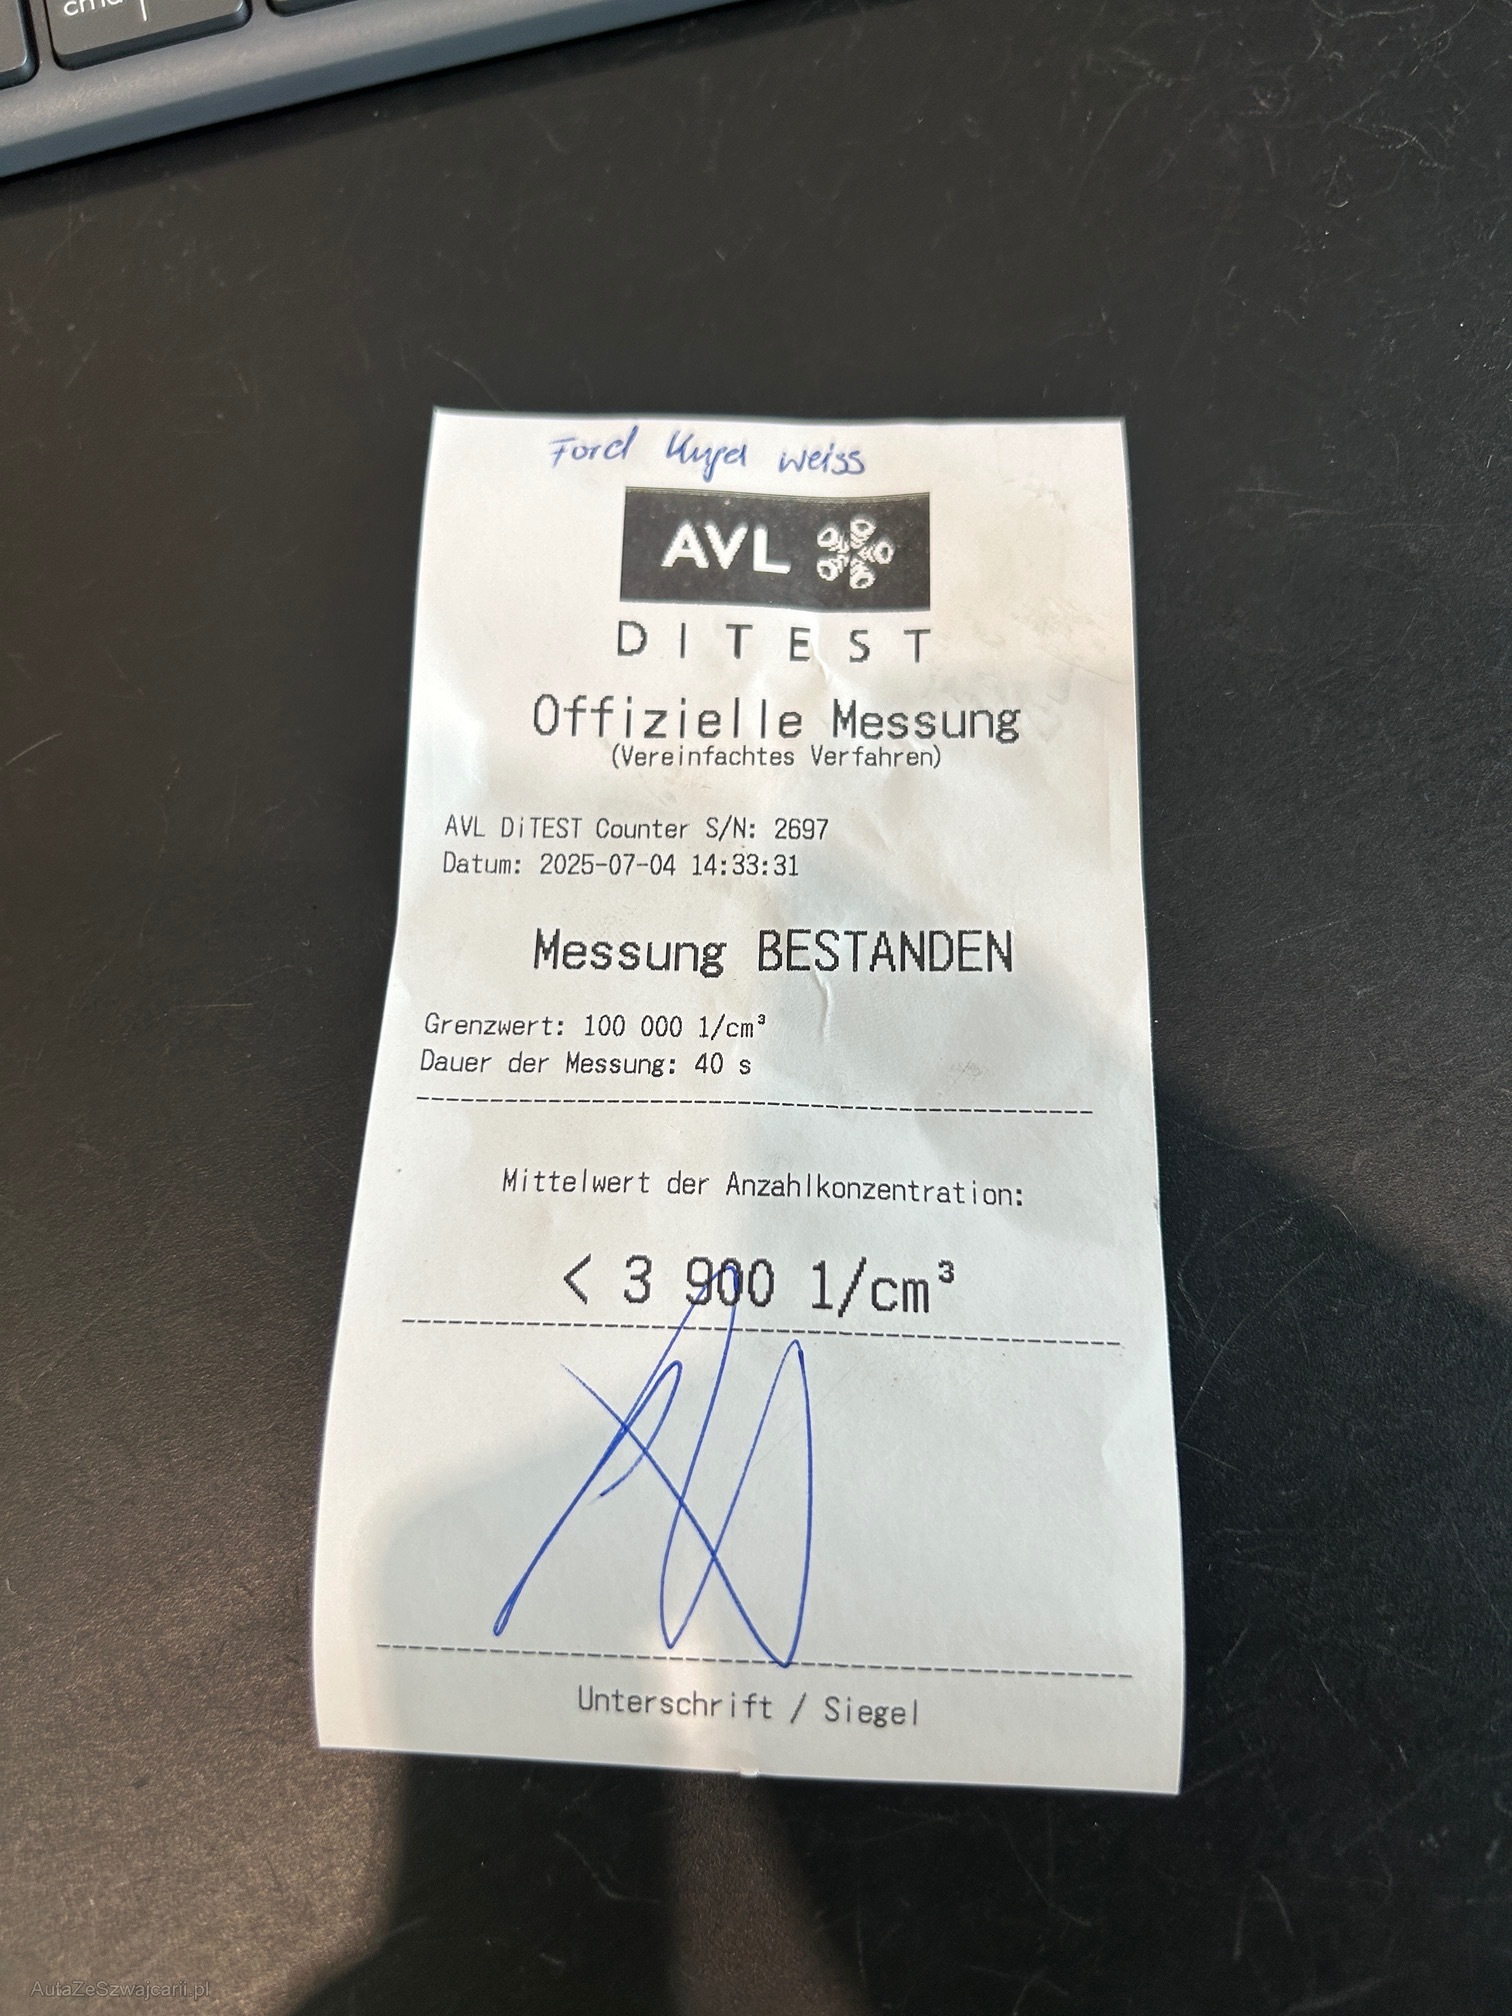 cmd
Ford Kuga weiss
AVL
DITEST
Offizielle Messung
(Vereinfachtes Verfahren)
AVL DiTEST Counter S/N: 2697
Datum: 2025-07-04 14:33:31
Messung BESTANDEN
Grenzwert: 100 000 1/cm³
Dauer der Messung: 40 s
Mittelwert der Anzahlkonzentration:
< 3 900 1/cm³
Unterschrift / Siegel
AutaZeSzwajcarii.pl